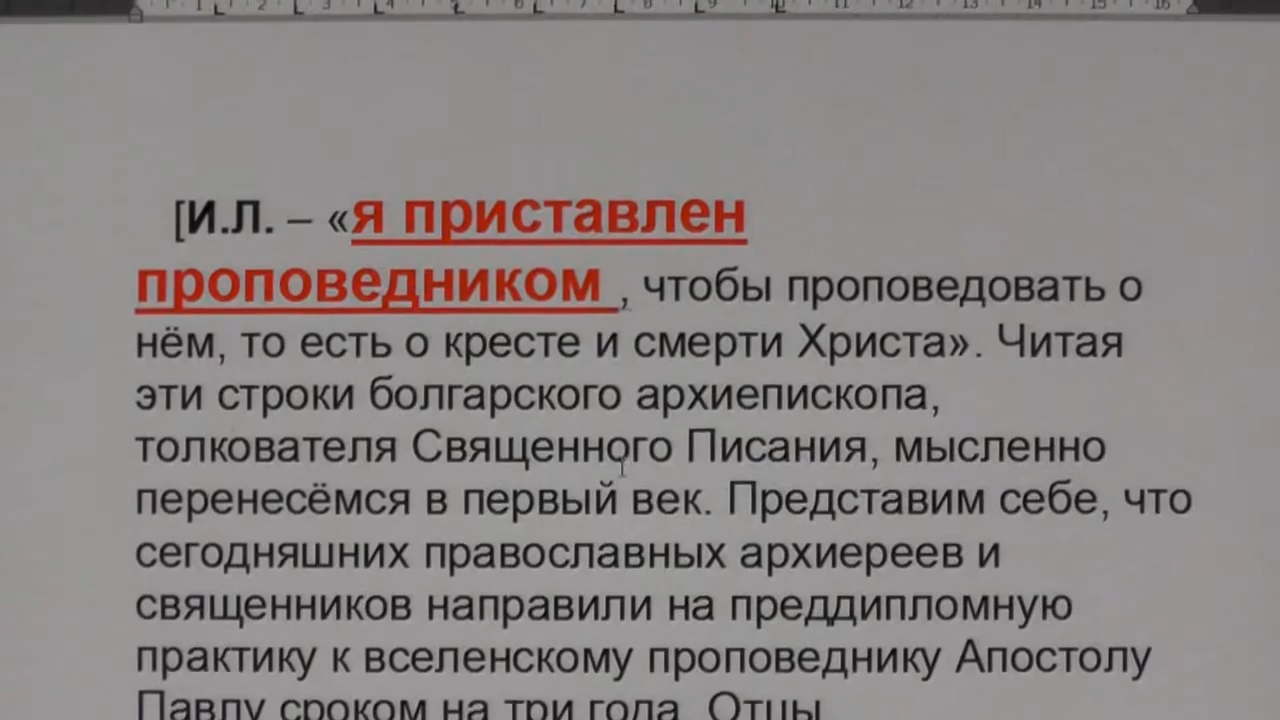 [И.Л. – «я приставлен
проповедником , чтобы проповедовать о
нём, то есть о кресте и смерти Христа». Читая
эти строки болгарского архиепископа,
толкователя Священного Писания, мысленно
перенесёмся в первый век. Представим себе, что
сегодняшних православных архиереев и
священников направили на преддипломную
практику к вселенскому проповеднику Апостолу
Павлу сроком на три года. Отцы